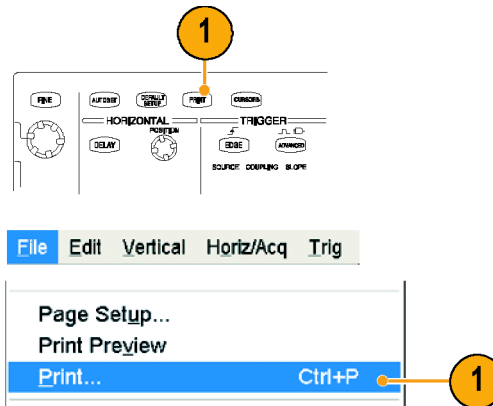 1
FINE
AUTOSET
DEFAULT SETUP
PRINT
CURSORS
HORIZONTAL
TRIGGER
POSITION
DELAY
EDGE
ADVANCED
SOURCE COUPLING SLOPE
File Edit Vertical Horiz/Acq Trig
Page Setup...
Print Preview
Print... Ctrl+P
1